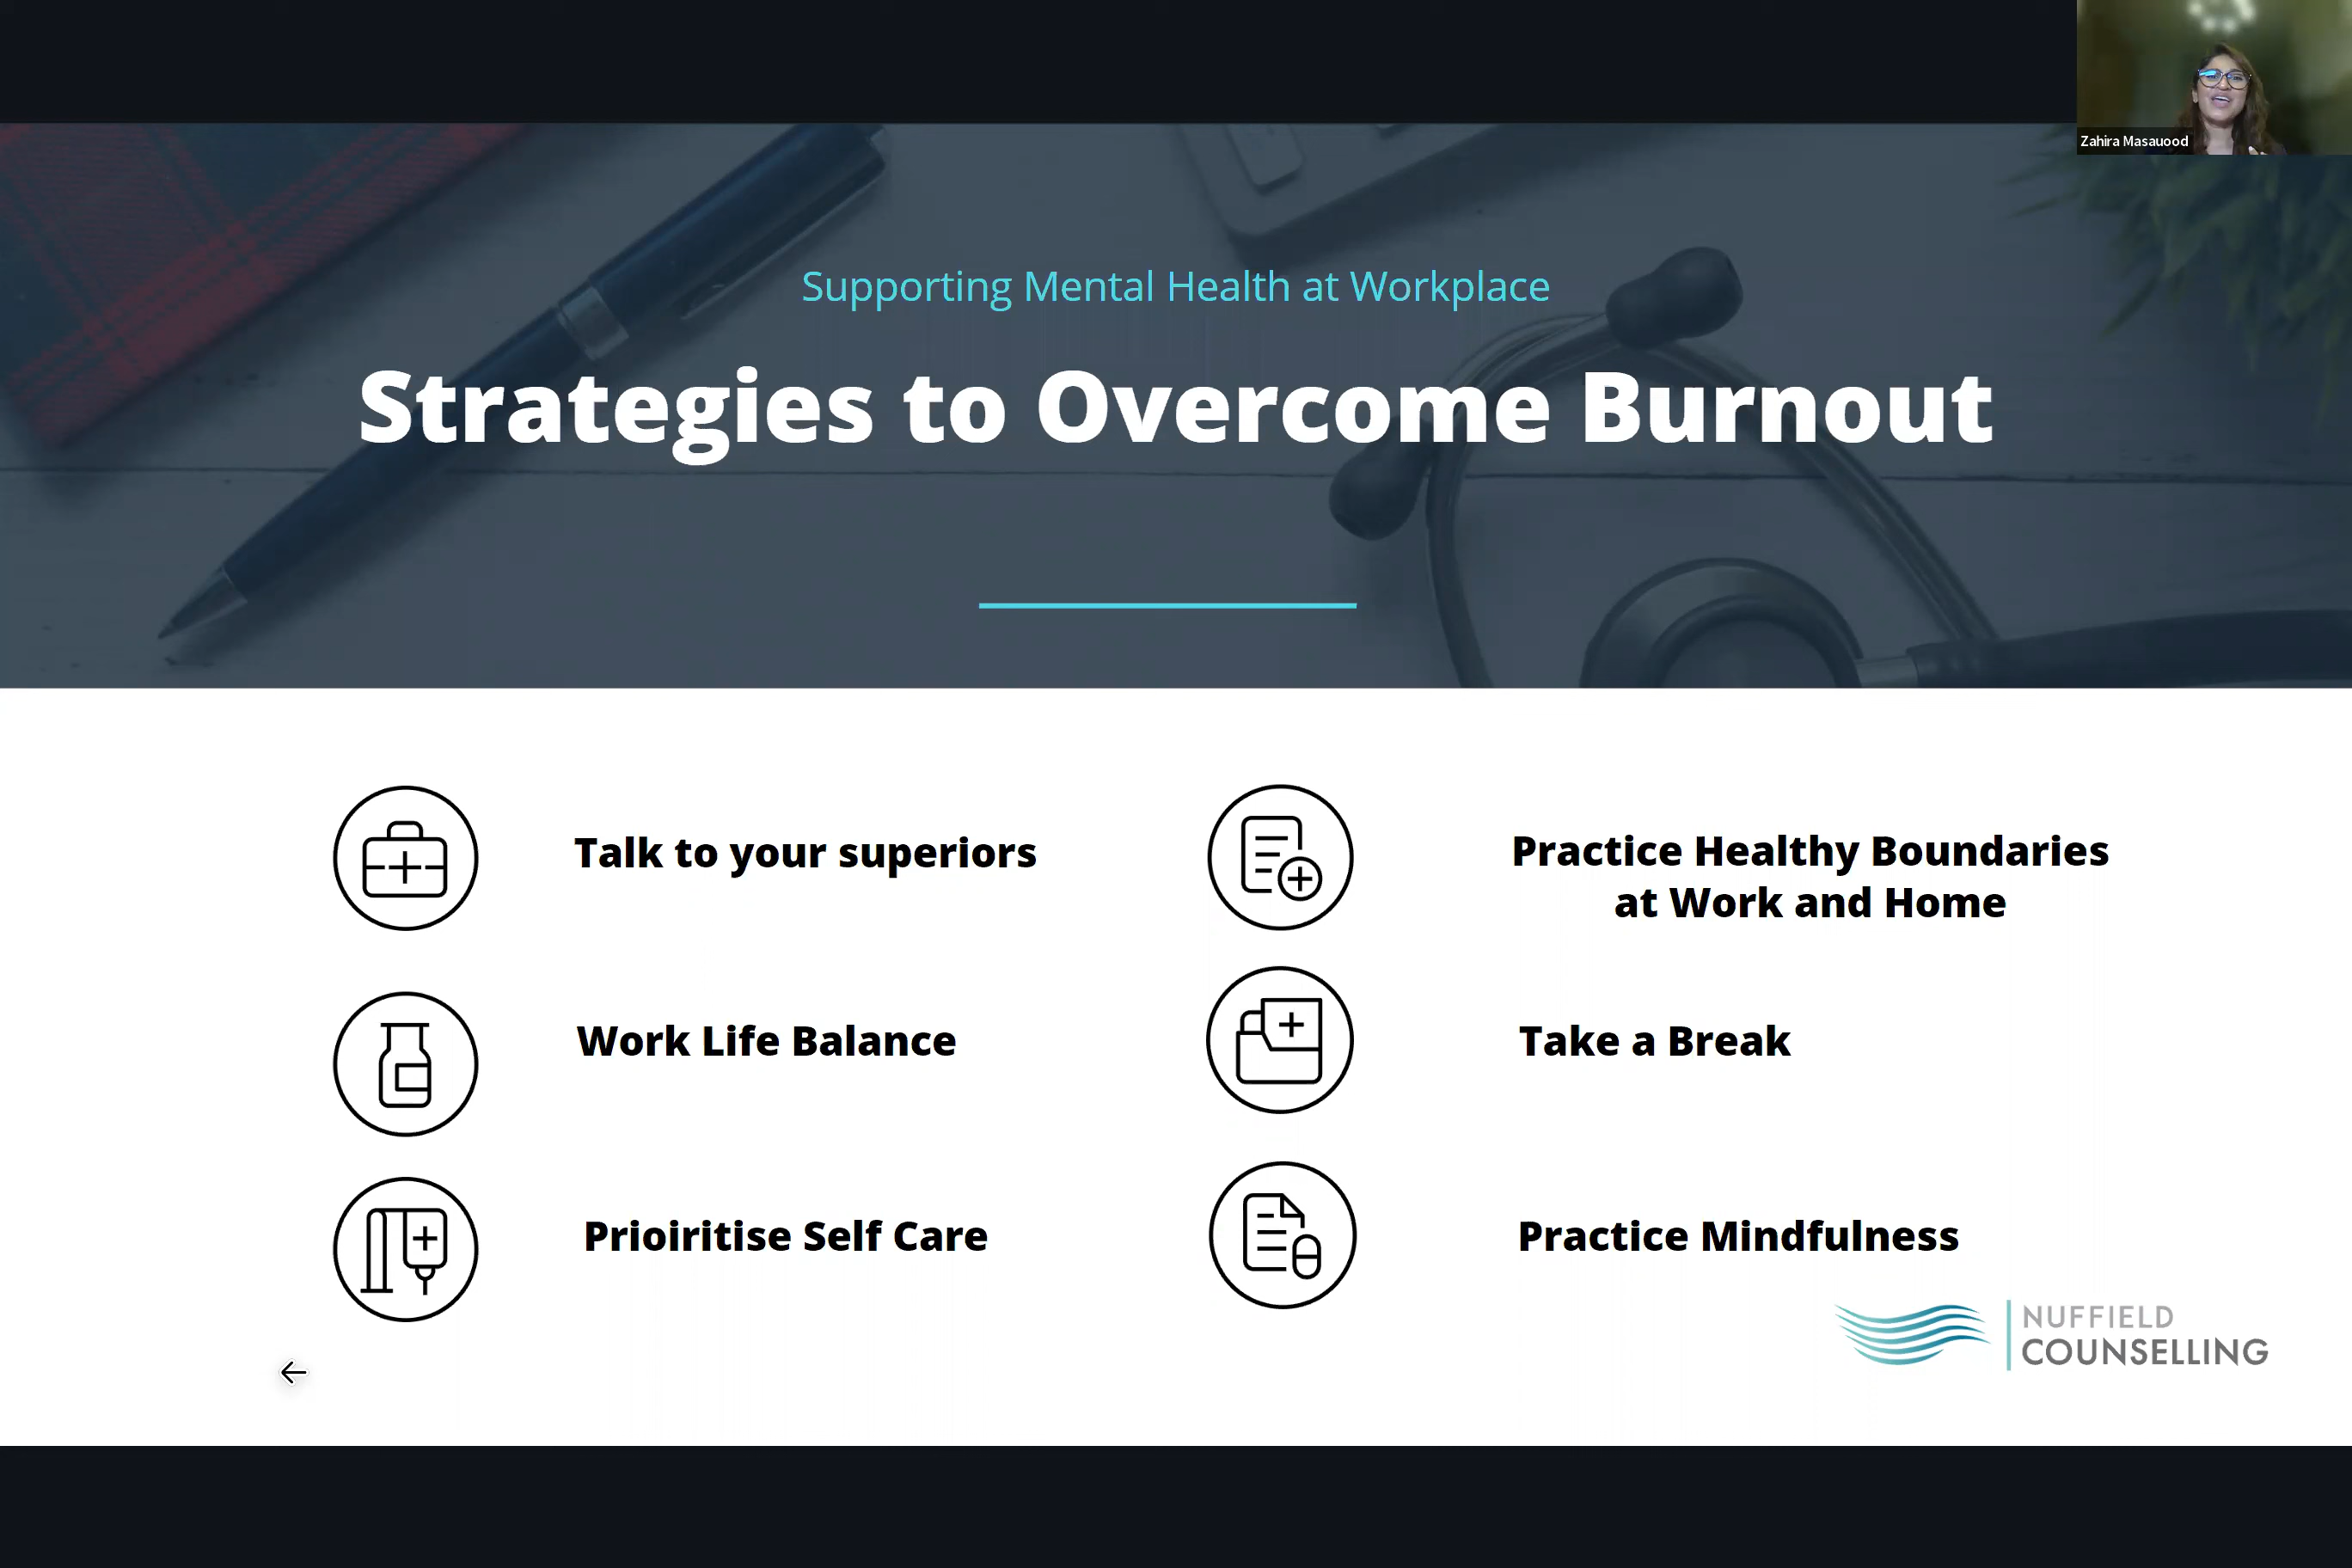 Zahira Masauood
Supporting Mental Health at Workplace
Strategies to Overcome Burnout
Talk to your superiors
Practice Healthy Boundaries
at Work and Home
Work Life Balance
Take a Break
Prioiritise Self Care
Practice Mindfulness
NUFFIELD
COUNSELLING